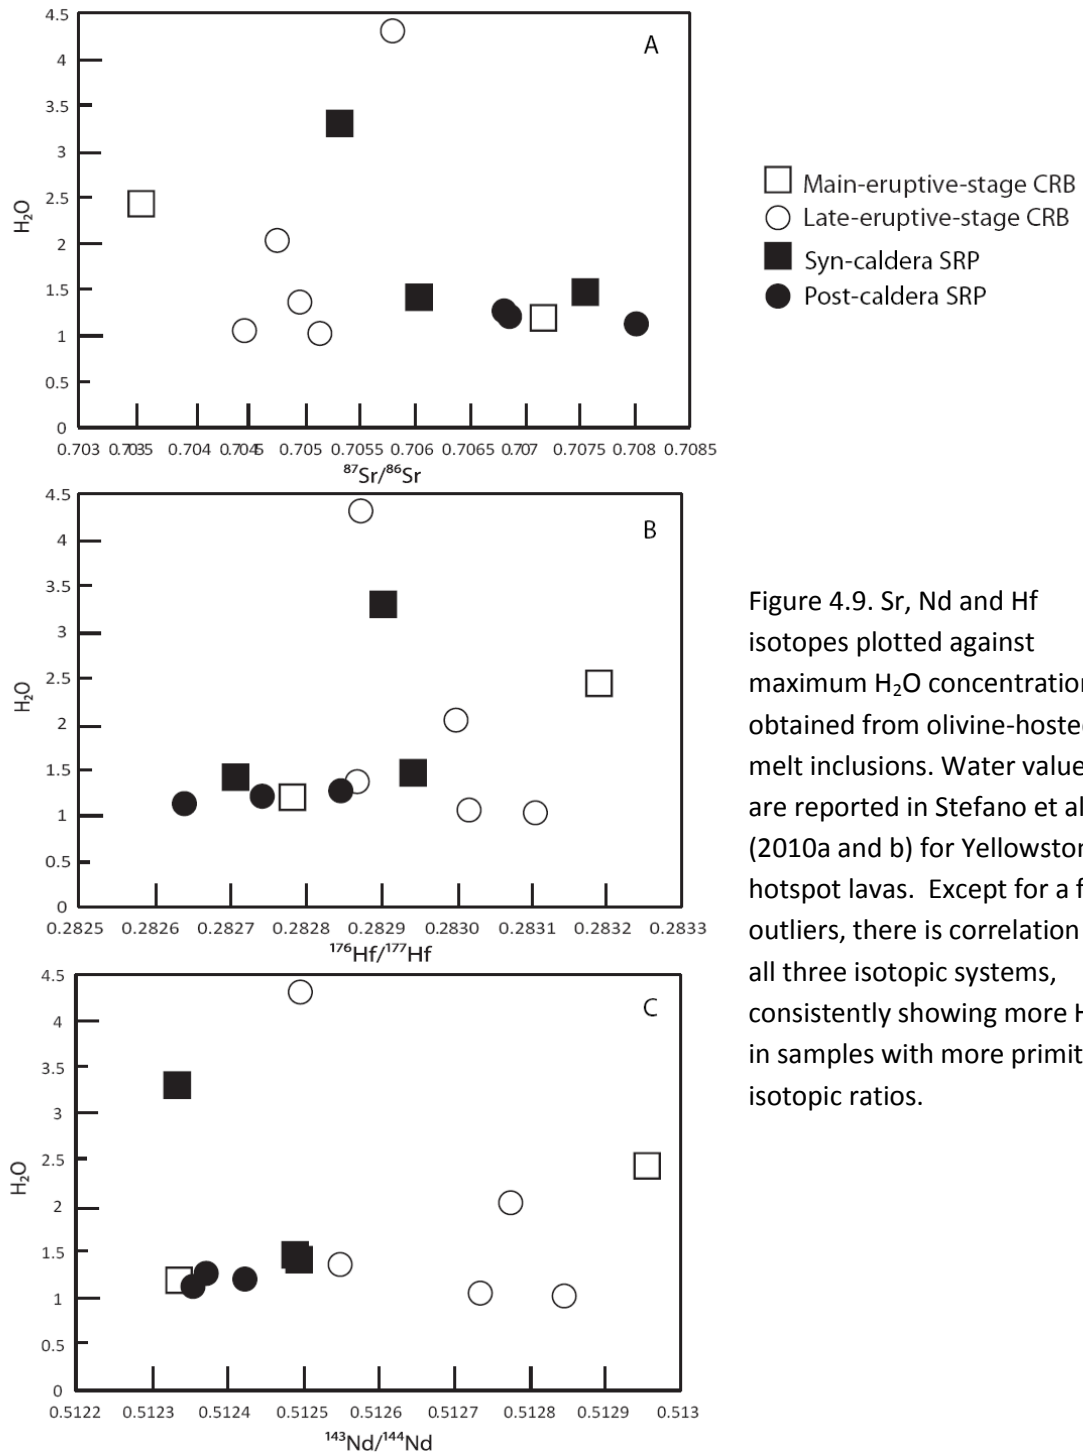 4.5
A
4
3.5
3
2.5
H₂O
2
1.5
1
0.5
0
0.703 0.7035 0.704 0.7045 0.705 0.7055 0.706 0.7065 0.707 0.7075 0.708 0.7085
⁸⁷Sr/⁸⁶Sr
Main-eruptive-stage CRB
Late-eruptive-stage CRB
Syn-caldera SRP
Post-caldera SRP
4.5
B
4
3.5
3
2.5
H₂O
2
1.5
1
0.5
0
0.2825 0.2826 0.2827 0.2828 0.2829 0.2830 0.2831 0.2832 0.2833
¹⁷⁶Hf/¹⁷⁷Hf
4.5
C
4
3.5
3
2.5
H₂O
2
1.5
1
0.5
0
0.5122 0.5123 0.5124 0.5125 0.5126 0.5127 0.5128 0.5129 0.513
¹⁴³Nd/¹⁴⁴Nd
Figure 4.9. Sr, Nd and Hf
isotopes plotted against
maximum H₂O concentration
obtained from olivine-hosted
melt inclusions. Water value
are reported in Stefano et al
(2010a and b) for Yellowston
hotspot lavas. Except for a f
outliers, there is correlation
all three isotopic systems,
consistently showing more H
in samples with more primit
isotopic ratios.